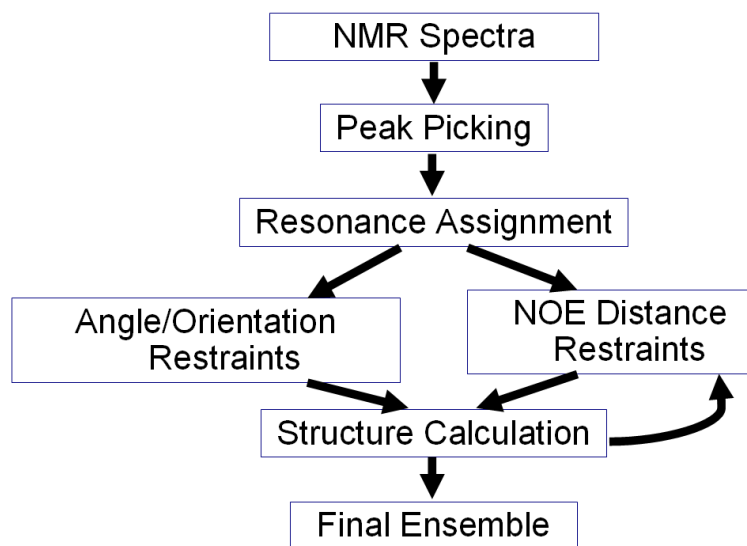 NMR Spectra
Peak Picking
Resonance Assignment
Angle/Orientation
Restraints
NOE Distance
Restraints
Structure Calculation
Final Ensemble